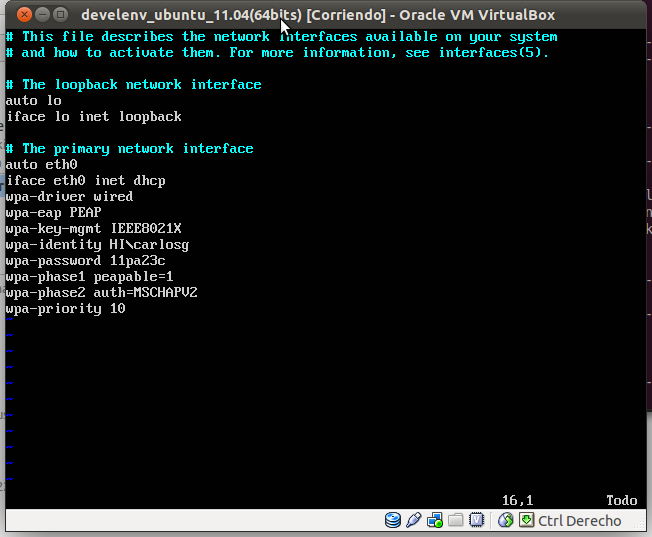 develenv_ubuntu_11.04(64bits) [Corriendo] - Oracle VM VirtualBox
# This file describes the network interfaces available on your system
# and how to activate them. For more information, see interfaces(5).
# The loopback network interface
auto lo
iface lo inet loopback
# The primary network interface
auto eth0
iface eth0 inet dhcp
wpa-driver wired
wpa-eap PEAP
wpa-key-mgmt IEEE8021X
wpa-identity HI\carlosg
wpa-password 11pa23c
wpa-phase1 peapable=1
wpa-phase2 auth=MSCHAPV2
wpa-priority 10
~
~
~
~
~
~
~
~
~
~
~
16,1 Todo
Ctrl Derecho